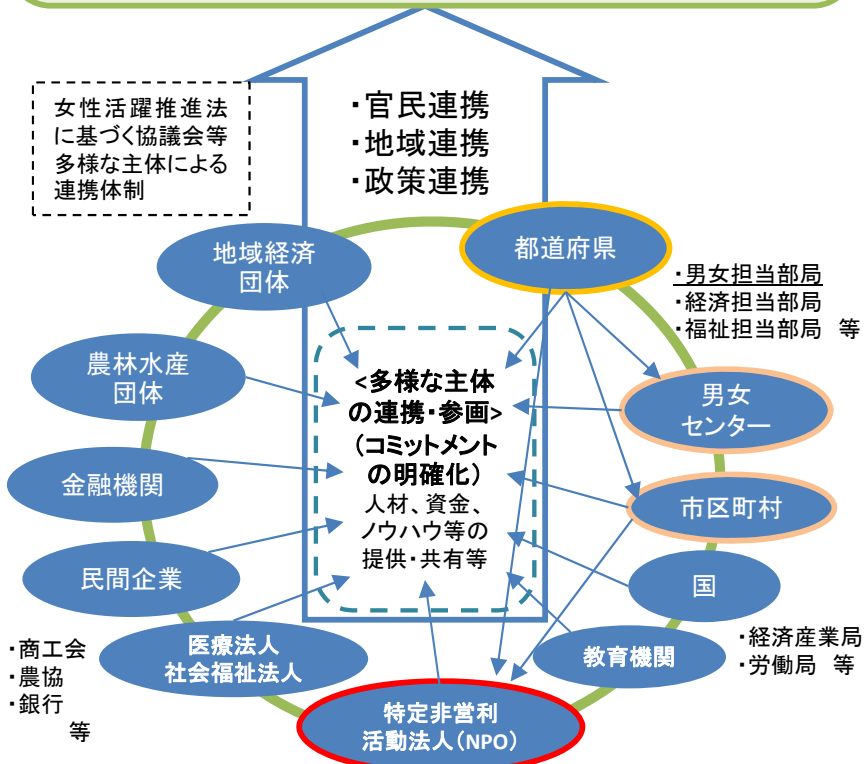 女性活躍推進法
に基づく協議会等
多様な主体による
連携体制
・官民連携
・地域連携
・政策連携
地域経済
団体
都道府県
・男女担当部局
・経済担当部局
・福祉担当部局 等
農林水産
団体
男女
センター
<多様な主体
の連携・参画>
(コミットメント
の明確化)
人材、資金、
ノウハウ等の
提供・共有等
金融機関
市区町村
民間企業
国
医療法人
社会福祉法人
教育機関
・経済産業局
・労働局 等
・商工会
・農協
・銀行
等
特定非営利
活動法人(NPO)